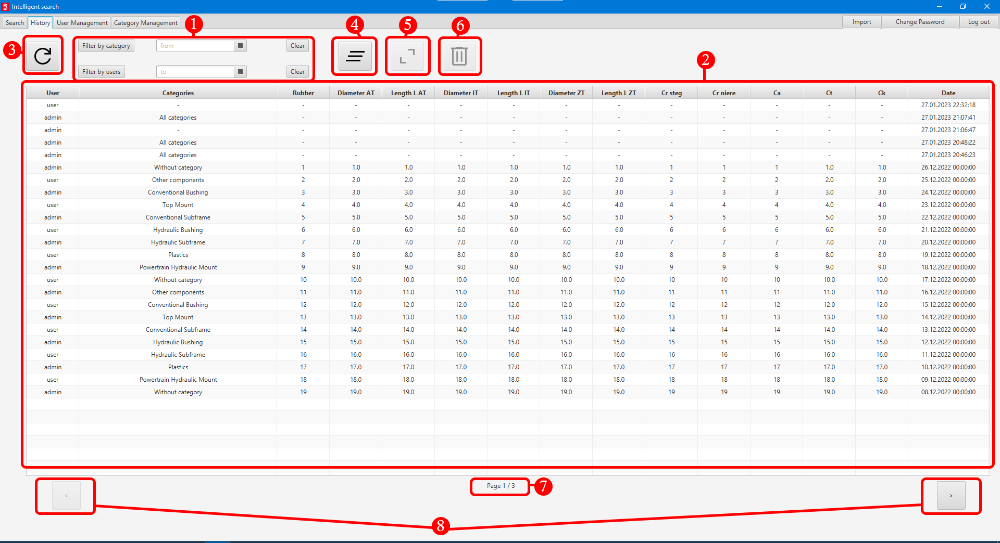 Intelligent search
Search History User Management Category Management Import Change Password Log out
1 4 5 6
3 Filter by category from Clear
2
Filter by users to Clear
User Categories Rubber Diameter AT Length L AT Diameter IT Length L IT Diameter ZT Length L ZT Cr steg Cr niere Ca Ct Ck Date
user - - - - - - - - - - - - - 27.01.2023 22:32:18
admin All categories - - - - - - - - - - - - 27.01.2023 21:07:41
admin - - - - - - - - - - - - - 27.01.2023 21:06:47
admin All categories - - - - - - - - - - - - 27.01.2023 20:48:22
admin All categories - - - - - - - - - - - - 27.01.2023 20:46:23
admin Without category 1 1.0 1.0 1.0 1.0 1.0 1.0 1 1 1 1.0 1.0 26.12.2022 00:00:00
user Other components 2 2.0 2.0 2.0 2.0 2.0 2.0 2 2 2 2.0 2.0 25.12.2022 00:00:00
admin Conventional Bushing 3 3.0 3.0 3.0 3.0 3.0 3.0 3 3 3 3.0 3.0 24.12.2022 00:00:00
user Top Mount 4 4.0 4.0 4.0 4.0 4.0 4.0 4 4 4 4.0 4.0 23.12.2022 00:00:00
admin Conventional Subframe 5 5.0 5.0 5.0 5.0 5.0 5.0 5 5 5 5.0 5.0 22.12.2022 00:00:00
user Hydraulic Bushing 6 6.0 6.0 6.0 6.0 6.0 6.0 6 6 6 6.0 6.0 21.12.2022 00:00:00
admin Hydraulic Subframe 7 7.0 7.0 7.0 7.0 7.0 7.0 7 7 7 7.0 7.0 20.12.2022 00:00:00
user Plastics 8 8.0 8.0 8.0 8.0 8.0 8.0 8 8 8 8.0 8.0 19.12.2022 00:00:00
admin Powertrain Hydraulic Mount 9 9.0 9.0 9.0 9.0 9.0 9.0 9 9 9 9.0 9.0 18.12.2022 00:00:00
user Without category 10 10.0 10.0 10.0 10.0 10.0 10.0 10 10 10 10.0 10.0 17.12.2022 00:00:00
admin Other components 11 11.0 11.0 11.0 11.0 11.0 11.0 11 11 11 11.0 11.0 16.12.2022 00:00:00
user Conventional Bushing 12 12.0 12.0 12.0 12.0 12.0 12.0 12 12 12 12.0 12.0 15.12.2022 00:00:00
admin Top Mount 13 13.0 13.0 13.0 13.0 13.0 13.0 13 13 13 13.0 13.0 14.12.2022 00:00:00
user Conventional Subframe 14 14.0 14.0 14.0 14.0 14.0 14.0 14 14 14 14.0 14.0 13.12.2022 00:00:00
admin Hydraulic Bushing 15 15.0 15.0 15.0 15.0 15.0 15.0 15 15 15 15.0 15.0 12.12.2022 00:00:00
user Hydraulic Subframe 16 16.0 16.0 16.0 16.0 16.0 16.0 16 16 16 16.0 16.0 11.12.2022 00:00:00
admin Plastics 17 17.0 17.0 17.0 17.0 17.0 17.0 17 17 17 17.0 17.0 10.12.2022 00:00:00
user Powertrain Hydraulic Mount 18 18.0 18.0 18.0 18.0 18.0 18.0 18 18 18 18.0 18.0 09.12.2022 00:00:00
admin Without category 19 19.0 19.0 19.0 19.0 19.0 19.0 19 19 19 19.0 19.0 08.12.2022 00:00:00
Page 1 / 3 7
< >
8